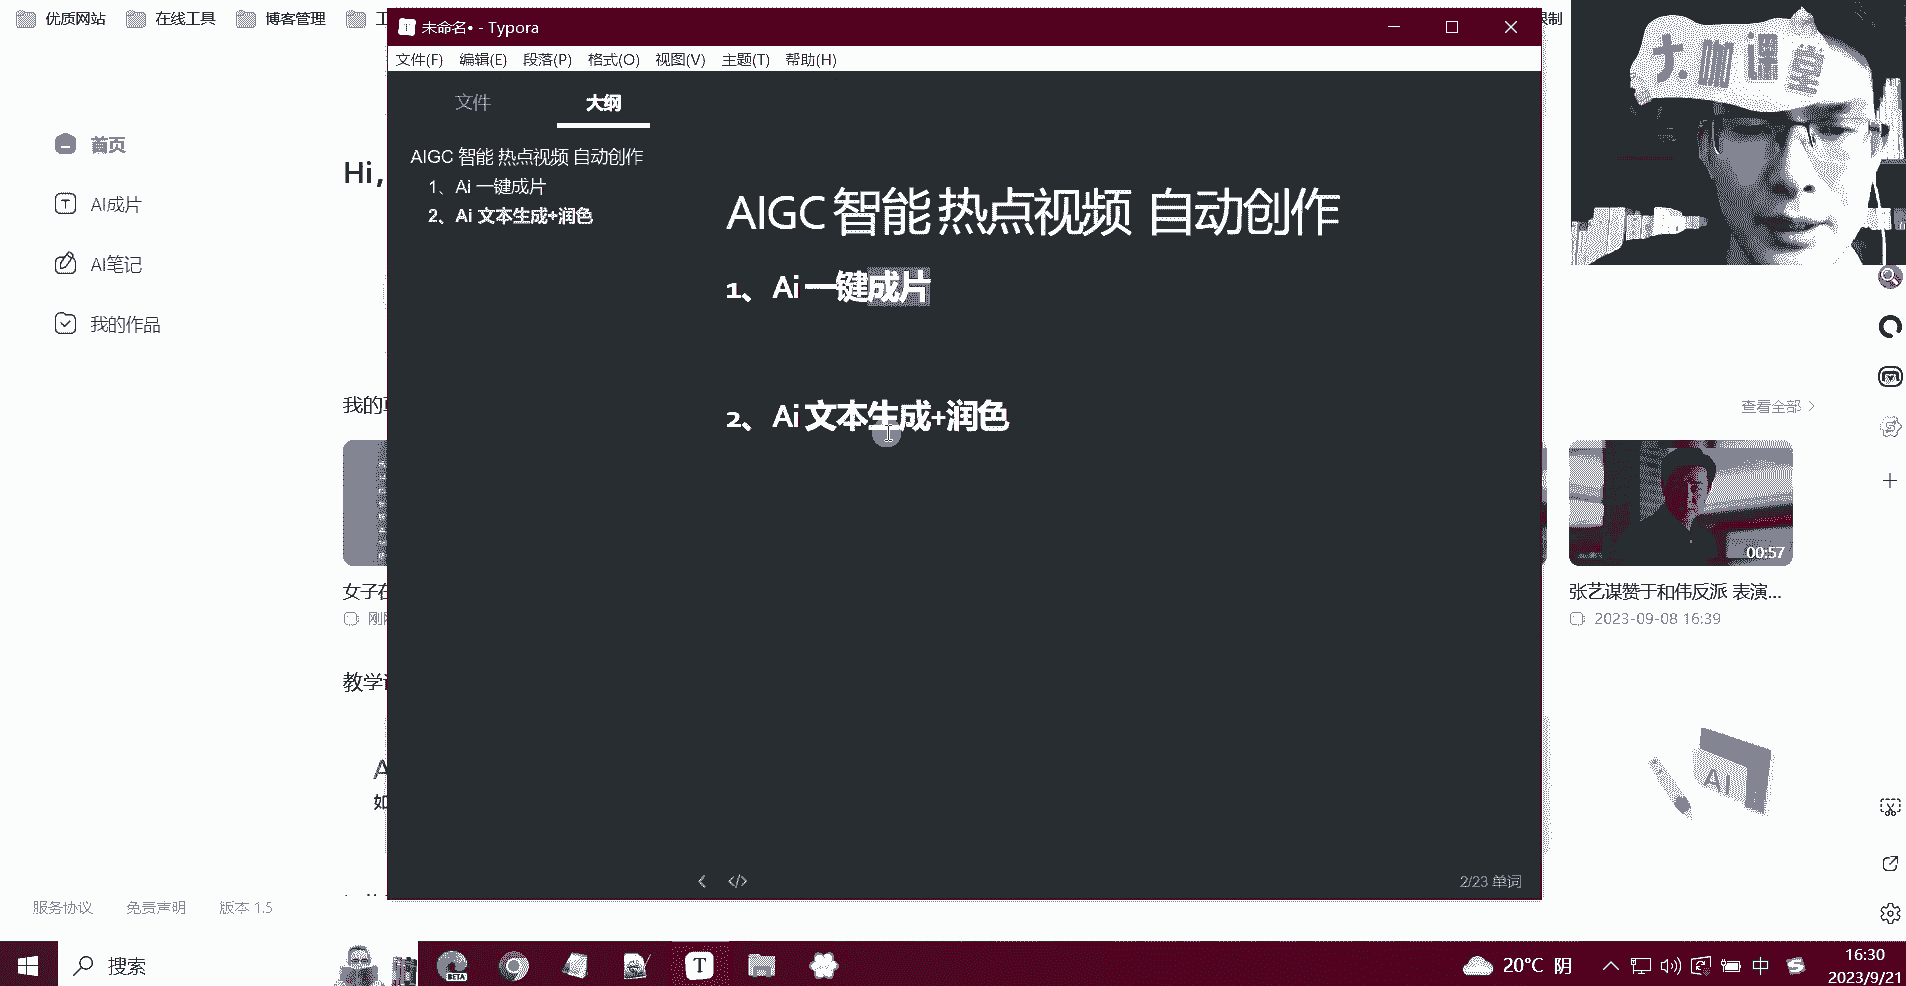 优质网站 在线工具 博客管理
未命名• - Typora
文件(F) 编辑(E) 段落(P) 格式(O) 视图(V) 主题(T) 帮助(H)
文件 大纲
AIGC 智能 热点视频 自动创作
1、Ai 一键成片
2、Ai 文本生成+润色
AIGC 智能 热点视频 自动创作
1、 Ai 一键成片
2、 Ai 文本生成+润色
2/23 单词
大咖课堂
首页
AI成片
AI笔记
我的作品
Hi,
我的
查看全部
女子在
00:57
张艺谋赞于和伟反派 表演...
2023-09-08 16:39
教学
A
如
AI
服务协议 免责声明 版本 1.5
搜索
BETA
20°C 阴
中
16:30
2023/9/21